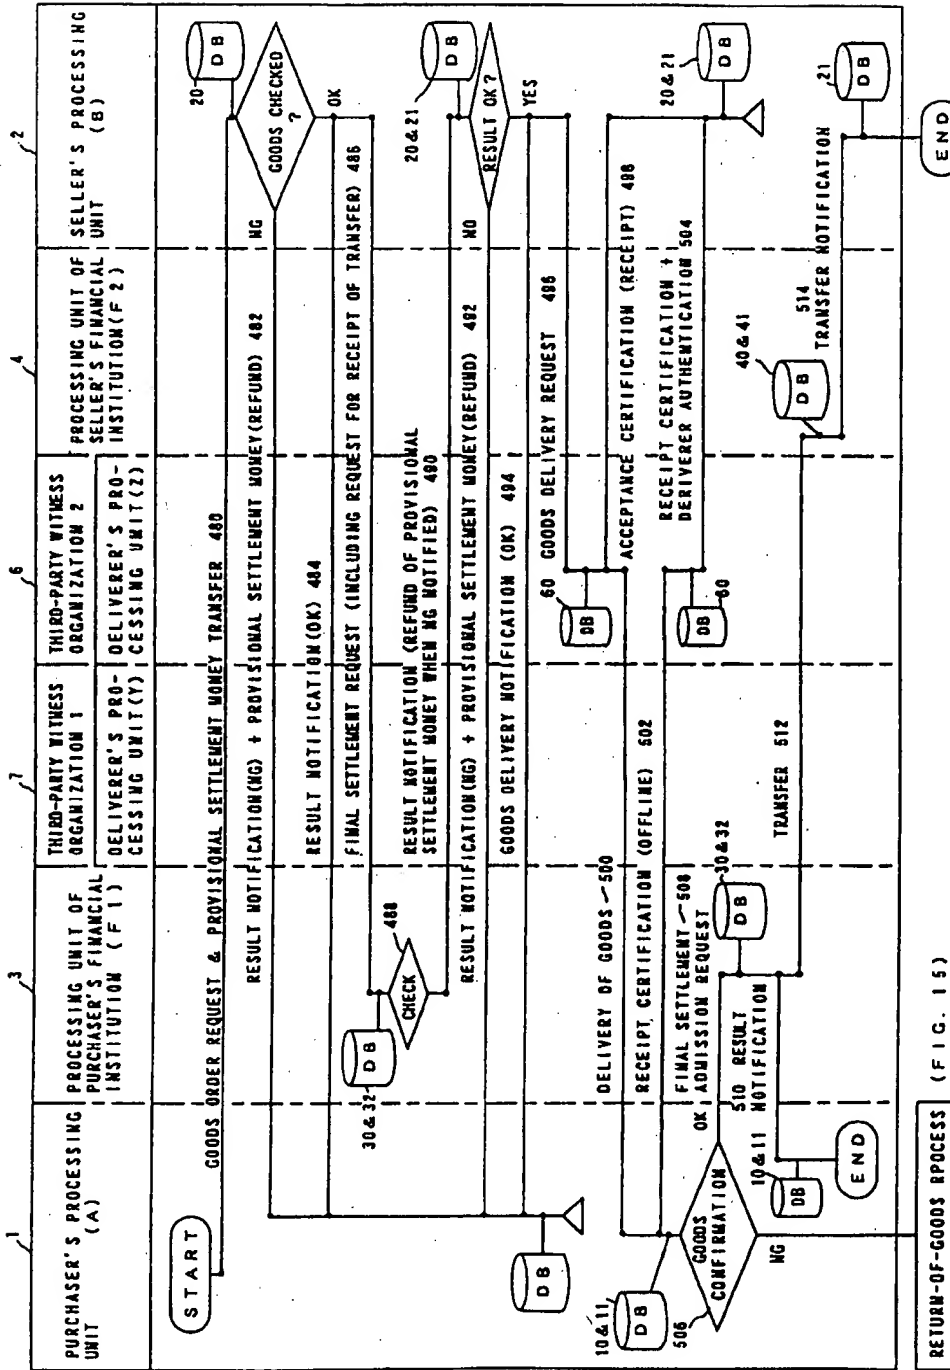 1
PURCHASER'S PROCESSING
UNIT
(A)
3
PROCESSING UNIT OF
PURCHASER'S FINANCIAL
INSTITUTION (F 1)
7
THIRD-PARTY WITNESS
ORGANIZATION 1
DELIVERER'S PRO-
CESSING UNIT(Y)
6
THIRD-PARTY WITNESS
ORGANIZATION 2
DELIVERER'S PRO-
CESSING UNIT(Z)
4
PROCESSING UNIT OF
SELLER'S FINANCIAL
INSTITUTION(F 2)
2
SELLER'S PROCESSING
UNIT
(B)
START
GOODS ORDER REQUEST & PROVISIONAL SETTLEMENT MONEY TRANSFER 480
20
DB
GOODS CHECKED
?
NG
OK
RESULT NOTIFICATION(NG) + PROVISIONAL SETTLEMENT MONEY(REFUND) 482
RESULT NOTIFICATION(OK) 484
FINAL SETTLEMENT REQUEST (INCLUDING REQUEST FOR RECEIPT OF TRANSFER) 486
30&32
DB
CHECK
488
RESULT NOTIFICATION (REFUND OF PROVISIONAL
SETTLEMENT MONEY WHEN NG NOTIFIED) 490
20&21
DB
RESULT OK?
NO
YES
RESULT NOTIFICATION(NG) + PROVISIONAL SETTLEMENT MONEY(REFUND) 492
GOODS DELIVERY NOTIFICATION (OK) 494
DB
GOODS DELIVERY REQUEST 496
60
DB
ACCEPTANCE CERTIFICATION (RECEIPT) 498
DELIVERY OF GOODS 500
RECEIPT CERTIFICATION (OFFLINE) 502
RECEIPT CERTIFICATION +
DERIVERER AUTHENTICATION 504
DB
60
20&21
DB
10&11
DB
GOODS
CONFIRMATION
506
OK
NG
FINAL SETTLEMENT 508
ADMISSION REQUEST
30&32
DB
510 RESULT
NOTIFICATION
10&11
DB
END
TRANSFER 512
40&41
DB
514
TRANSFER NOTIFICATION
21
DB
END
RETURN-OF-GOODS RPOCESS
(FIG. 15)